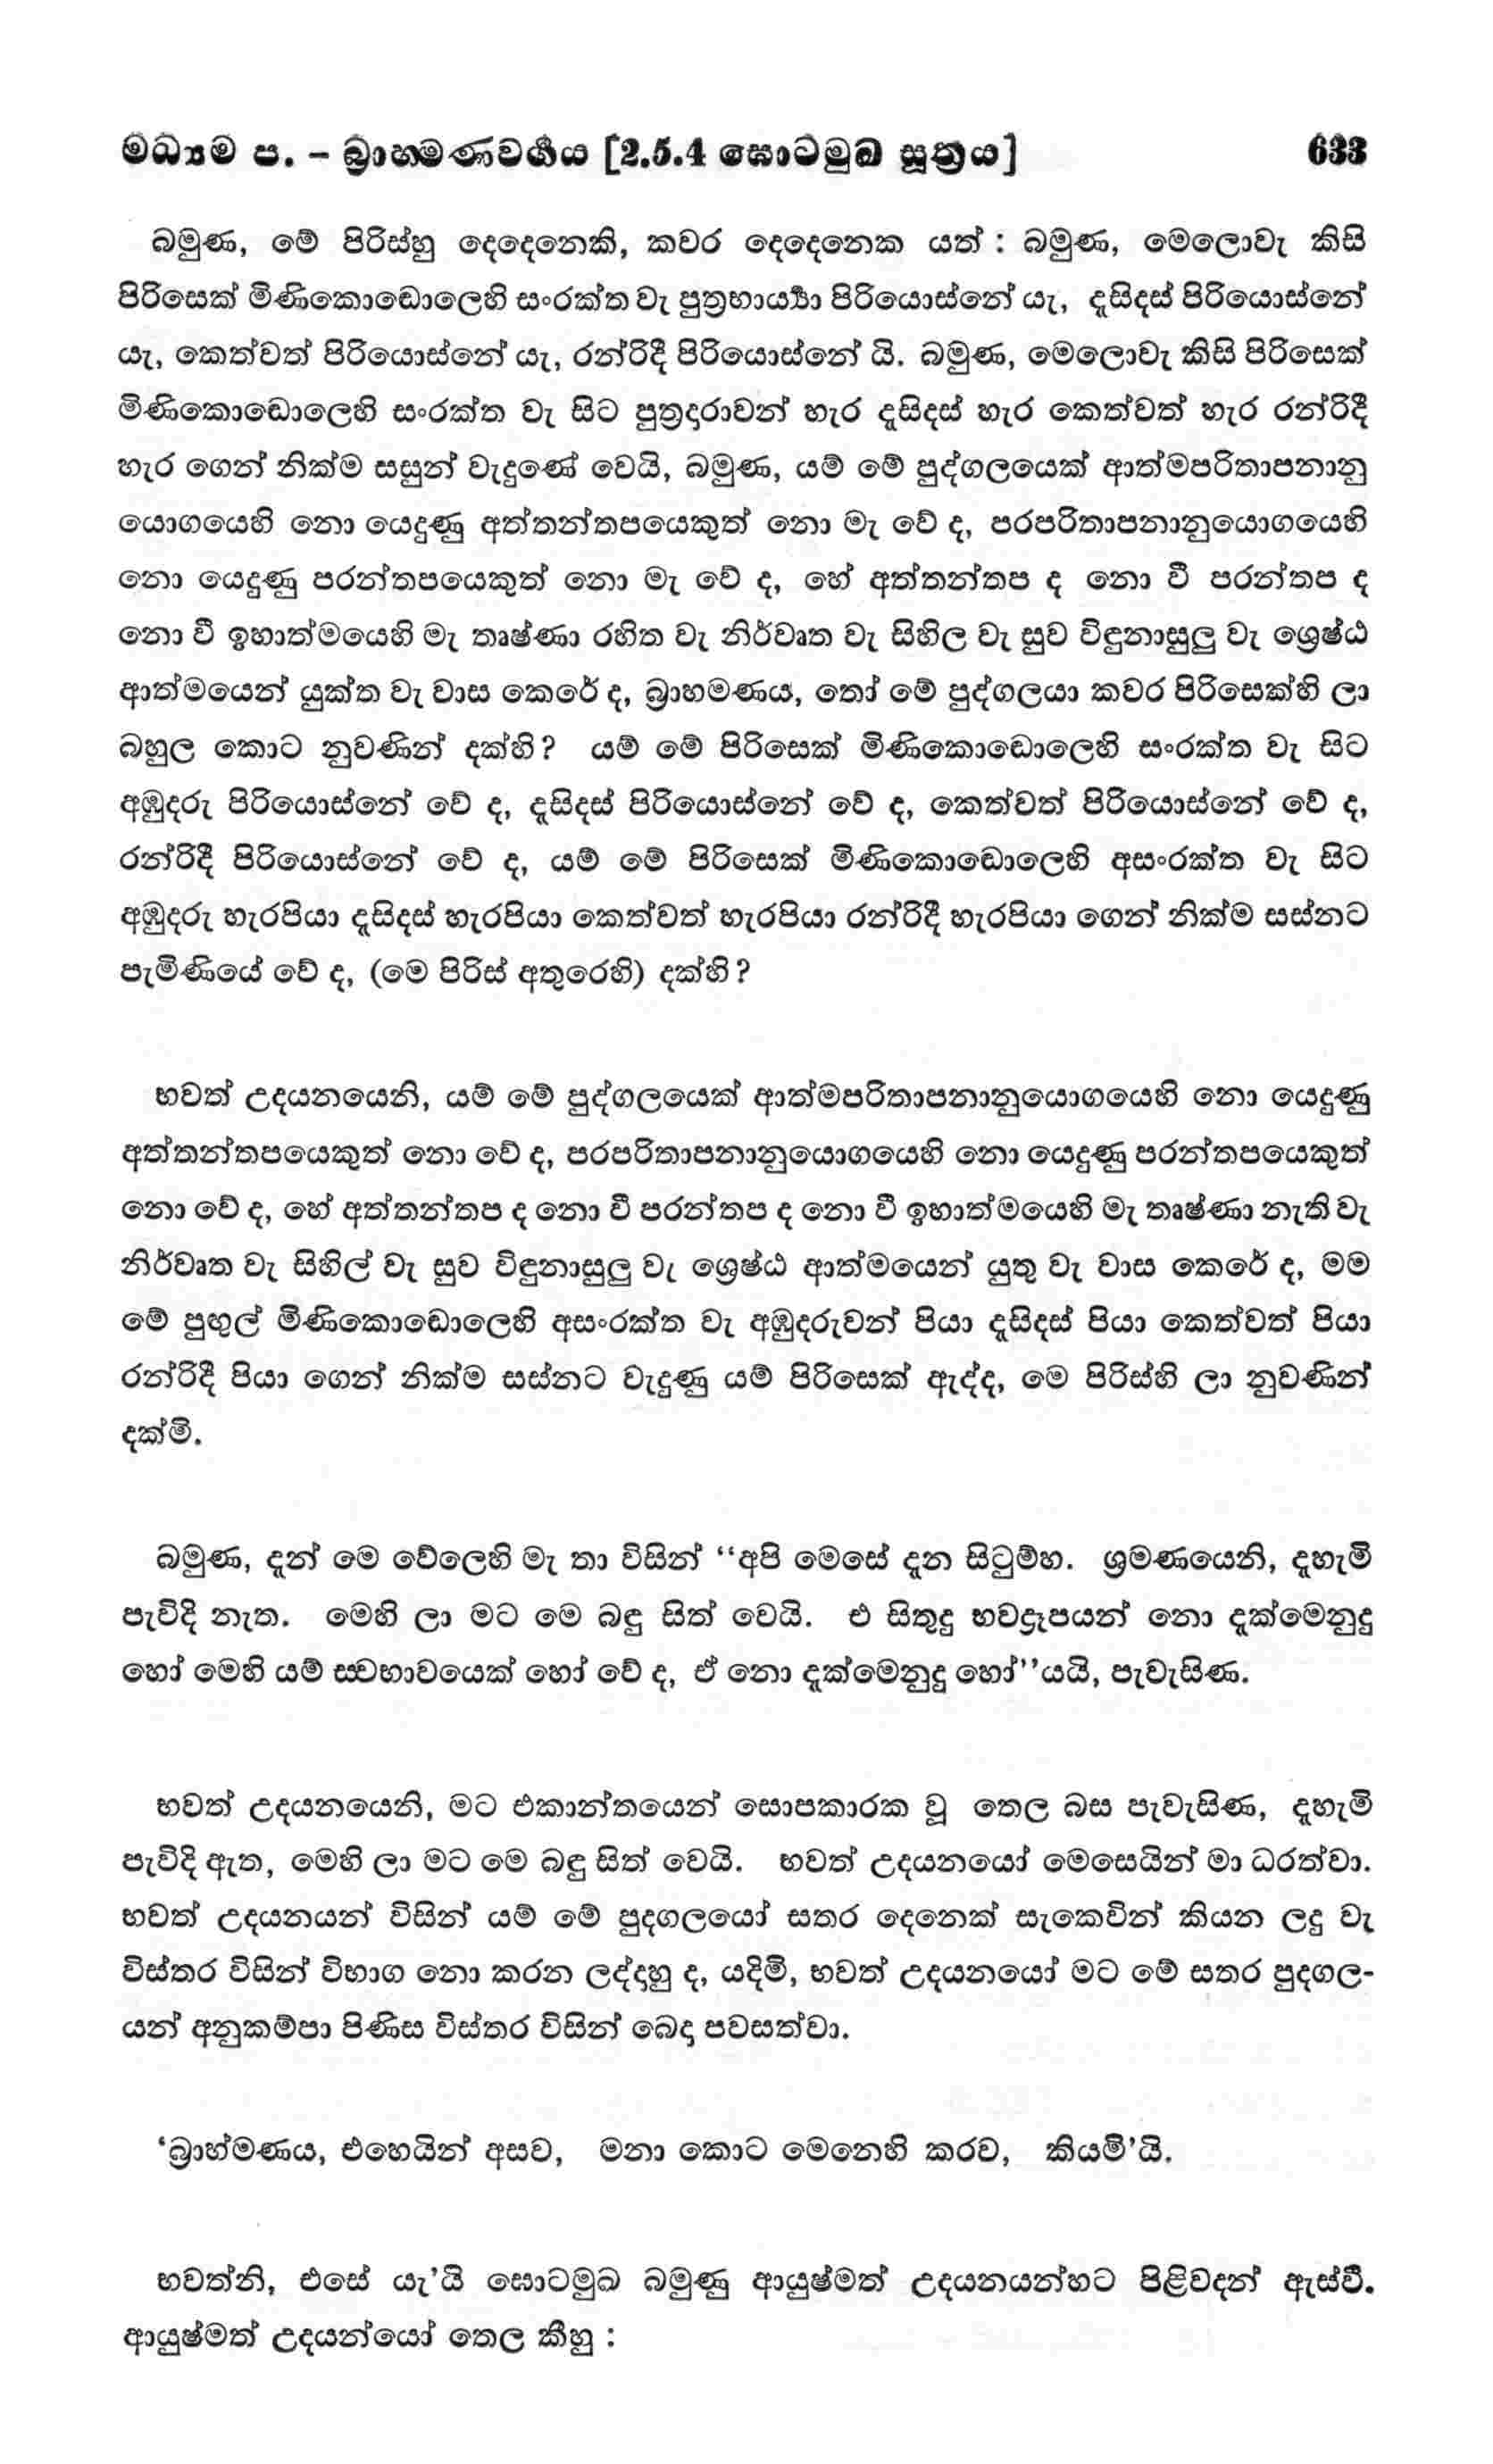 මධ්‍යම ප. – බ්‍රාහ්මණවර්‍ගය [2.5.4 ඝොටමුඛ සූත්‍රය] 633
බමුණ, මේ පිරිස්හු දෙදෙනෙකි, කවර දෙදෙනෙක යත් : බමුණ, මෙලොවැ කිසි
පිරිසෙක් මිණිකොඬොලෙහි සංරක්ත වැ පුත්‍රභාර්‍ය්‍යා පිරියෙස්නේ යැ, දැසිදස් පිරියොස්නේ
යැ, කෙත්වත් පිරියොස්නේ යැ, රන්රිදී පිරියොස්නේ යි. බමුණ, මෙලොවැ කිසි පිරිසෙක්
මිණිකොඬොලෙහි සංරක්ත වැ සිට පුත්‍රදාරාවන් හැර දැසිදස් හැර කෙත්වත් හැර රන්රිදී
හැර ගෙන් නික්ම සසුන් වැදුණේ වෙයි, බමුණ, යම් මේ පුද්ගලයෙක් ආත්මපරිතාපනානු
යොගයෙහි නො යෙදුණු අත්තන්තපයෙකුත් නො මැ වේ ද, පරපරිතාපනානුයොගයෙහි
නො යෙදුණු පරන්තපයෙකුත් නො මැ වේ ද, හේ අත්තන්තප ද නො වී පරන්තප ද
නො වී ඉහාත්මයෙහි මැ තෘෂ්ණා රහිත වැ නිර්වෘත වැ සිහිල වැ සුව විඳුනාසුලු වැ ශ්‍රෙෂ්ඨ
ආත්මයෙන් යුක්ත වැ වාස කෙරේ ද, බ්‍රාහමණය, තෝ මේ පුද්ගලයා කවර පිරිසෙක්හි ලා
බහුල කොට නුවණින් දක්හි? යම් මේ පිරිසෙක් මිණිකොඬොලෙහි සංරක්ත වැ සිට
අඹුදරු පිරියොස්නේ වේ ද, දැසිදස් පිරියොස්නේ වේ ද, කෙත්වත් පිරියොස්නේ වේ ද,
රන්රිදී පිරියොස්නේ වේ ද, යම් මේ පිරිසෙක් මිණිකොඬොලෙහි අසංරක්ත වැ සිට
අඹුදරු හැරපියා දැසිදස් හැරපියා කෙත්වත් හැරපියා රන්රිදී හැරපියා ගෙන් නික්ම සස්නට
පැමිණියේ වේ ද, (මෙ පිරිස් අතුරෙහි) දක්හි?
භවත් උදයනයෙනි, යම් මේ පුද්ගලයෙක් ආත්මපරිතාපනානුයොගයෙහි නො යෙදුණු
අත්තන්තපයෙකුත් නො වේ ද, පරපරිතාපනානුයොගයෙහි නො යෙදුණු පරන්තපයෙකුත්
නො වේ ද, හේ අත්තන්තප ද නො වී පරන්තප ද නො වී ඉහාත්මයෙහි මැ තෘෂ්ණා නැති වැ
නිර්වෘත වැ සිහිල් වැ සුව විඳුනාසුලු වැ ශ්‍රෙෂ්ඨ ආත්මයෙන් යුතු වැ වාස කෙරේ ද, මම
මේ පුඟුල් මිණිකොඬොලෙහි අසංරක්ත වැ අඹුදරුවන් පියා දැසිදස් පියා කෙත්වත් පියා
රන්රිදී පියා ගෙන් නික්ම සස්නට වැදුණු යම් පිරිසෙක් ඇද්ද, මෙ පිරිස්හි ලා නුවණින්
දක්මි.
බමුණ, දැන් මෙ වේලෙහි මැ තා විසින් “අපි මෙසේ දැන සිටුම්හ. ශ්‍රමණයෙනි, දැහැමි
පැවිදි නැත. මෙහි ලා මට මෙ බඳු සිත් වෙයි. එ සිතුදු භවද්‍රූපයන් නො දැක්මෙනුදු
හෝ මෙහි යම් ස්‍වභාවයෙක් හෝ වේ ද, ඒ නො දැක්මෙනුදු හෝ”යයි, පැවැසිණ.
භවත් උදයනයෙනි, මට එකාන්තයෙන් සොපකාරක වූ තෙල බස පැවැසිණ, දැහැමි
පැවිදි ඇත, මෙහි ලා මට මෙ බඳු සිත් වෙයි. භවත් උදයනයෝ මෙසෙයින් මා ධරත්වා.
භවත් උදයනයන් විසින් යම් මේ පුදගලයෝ සතර දෙනෙක් සැකෙවින් කියන ලදු වැ
විස්තර විසින් විභාග නො කරන ලද්දාහු ද, යදිමි, භවත් උදයනයෝ මට මේ සතර පුදගල-
යන් අනුකම්පා පිණිස විස්තර විසින් බෙදා පවසත්වා.
‘බ්‍රාහ්මණය, එහෙයින් අසව, මනා කොට මෙනෙහි කරව, කියමි’යි.
භවත්නි, එසේ යැ’යි ඝොටමුඛ බමුණු ආයුෂ්මත් උදයනයන්හට පිළිවදන් ඇස්වී.
ආයුෂ්මත් උදයන්යෝ තෙල කීහු :